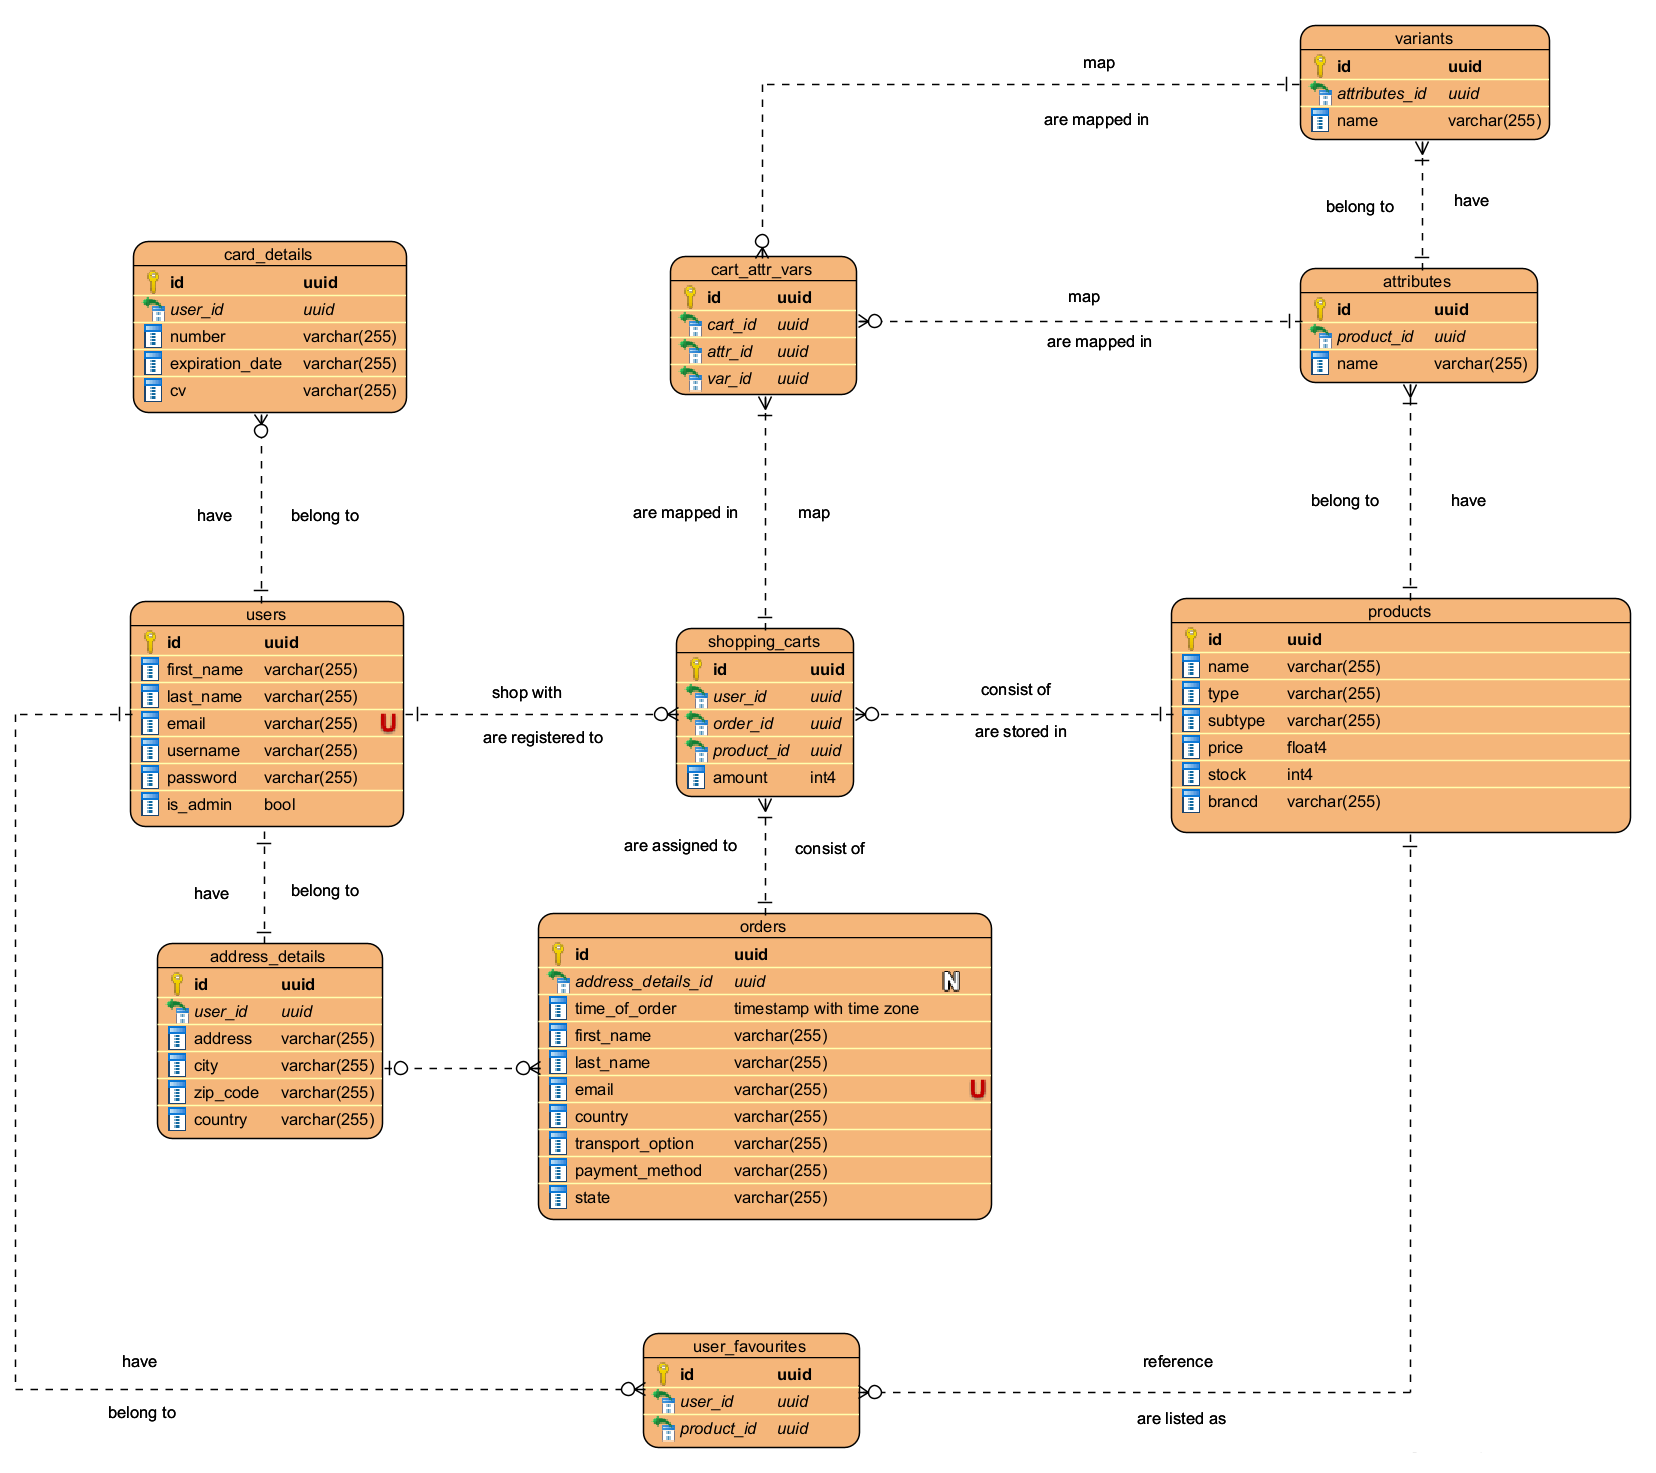 variants
id uuid
attributes_id uuid
name varchar(255)
map
are mapped in
belong to
have
card_details
id uuid
user_id uuid
number varchar(255)
expiration_date varchar(255)
cv varchar(255)
cart_attr_vars
id uuid
cart_id uuid
attr_id uuid
var_id uuid
map
are mapped in
attributes
id uuid
product_id uuid
name varchar(255)
have
belong to
are mapped in
map
belong to
have
users
id uuid
first_name varchar(255)
last_name varchar(255)
email varchar(255) U
username varchar(255)
password varchar(255)
is_admin bool
shop with
are registered to
shopping_carts
id uuid
user_id uuid
order_id uuid
product_id uuid
amount int4
consist of
are stored in
products
id uuid
name varchar(255)
type varchar(255)
subtype varchar(255)
price float4
stock int4
brancd varchar(255)
have
belong to
are assigned to
consist of
address_details
id uuid
user_id uuid
address varchar(255)
city varchar(255)
zip_code varchar(255)
country varchar(255)
orders
id uuid
address_details_id uuid N
time_of_order timestamp with time zone
first_name varchar(255)
last_name varchar(255)
email varchar(255) U
country varchar(255)
transport_option varchar(255)
payment_method varchar(255)
state varchar(255)
have
belong to
user_favourites
id uuid
user_id uuid
product_id uuid
reference
are listed as